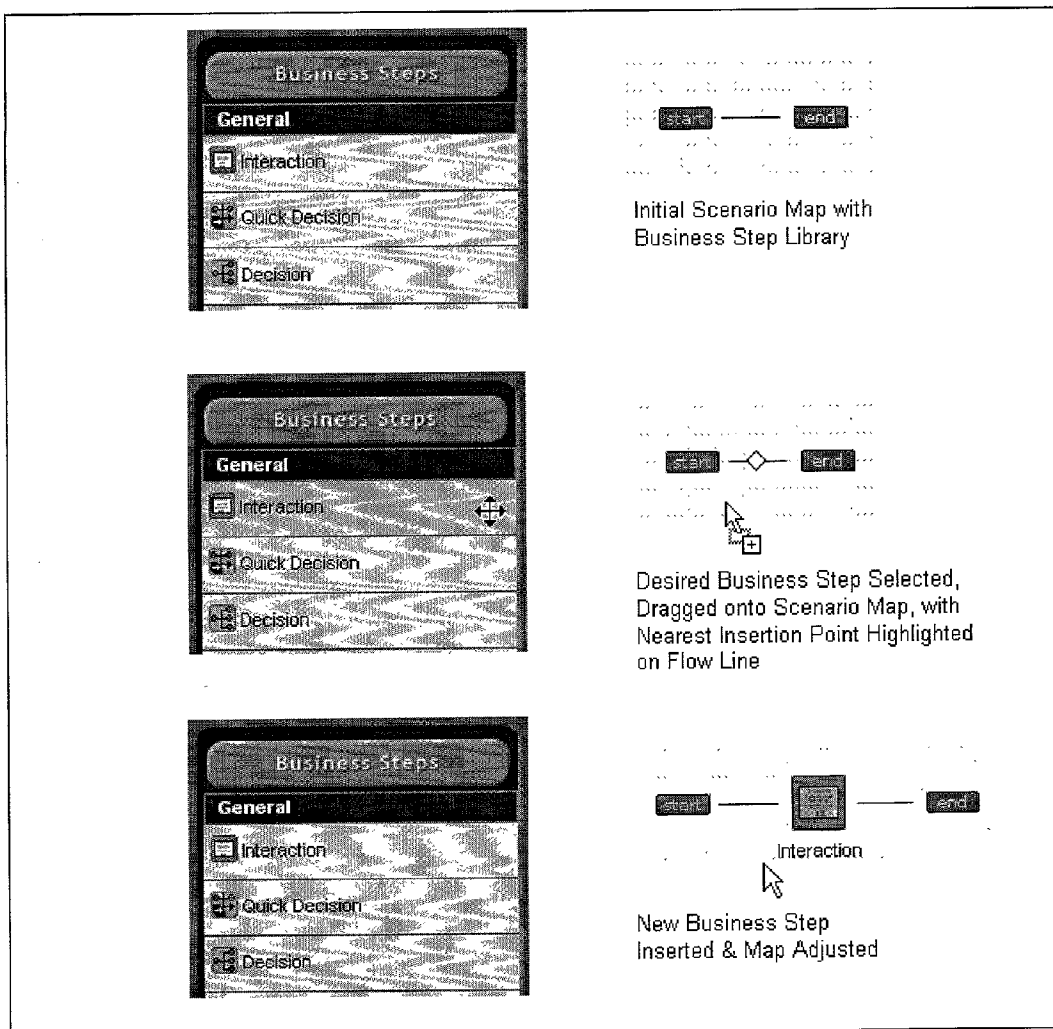 Business Steps
General
Interaction
Quick Decision
Decision
start
end
Initial Scenario Map with
Business Step Library
Business Steps
General
Interaction
Quick Decision
Decision
start
end
Desired Business Step Selected,
Dragged onto Scenario Map, with
Nearest Insertion Point Highlighted
on Flow Line
Business Steps
General
Interaction
Quick Decision
Decision
start
end
Interaction
New Business Step
Inserted & Map Adjusted